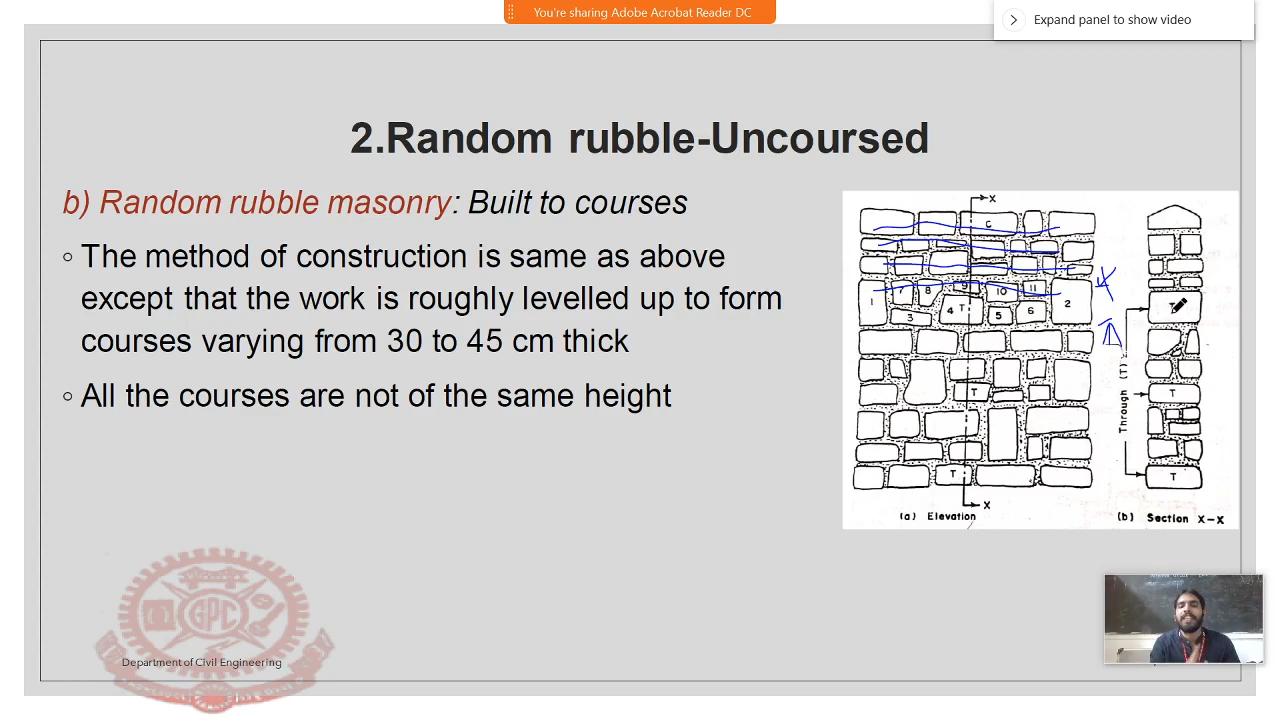 You're sharing Adobe Acrobat Reader DC
Expand panel to show video
2.Random rubble-Uncoursed
b) Random rubble masonry: Built to courses
◦ The method of construction is same as above
except that the work is roughly levelled up to form
courses varying from 30 to 45 cm thick
◦ All the courses are not of the same height
X
C
1 7 8 9 10 11 2
3 4 T 5 6
T
T
X
(a) Elevation
Through (T)
T
T
T
(b) Section X-X
GPC
Department of Civil Engineering